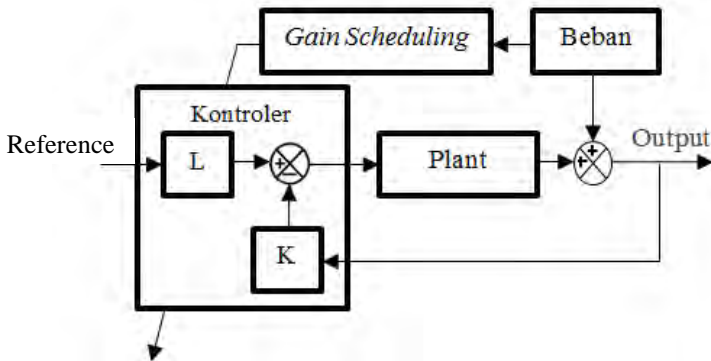 Gain Scheduling
Beban
Kontroler
Reference
L
+
−
Plant
+
+
Output
K